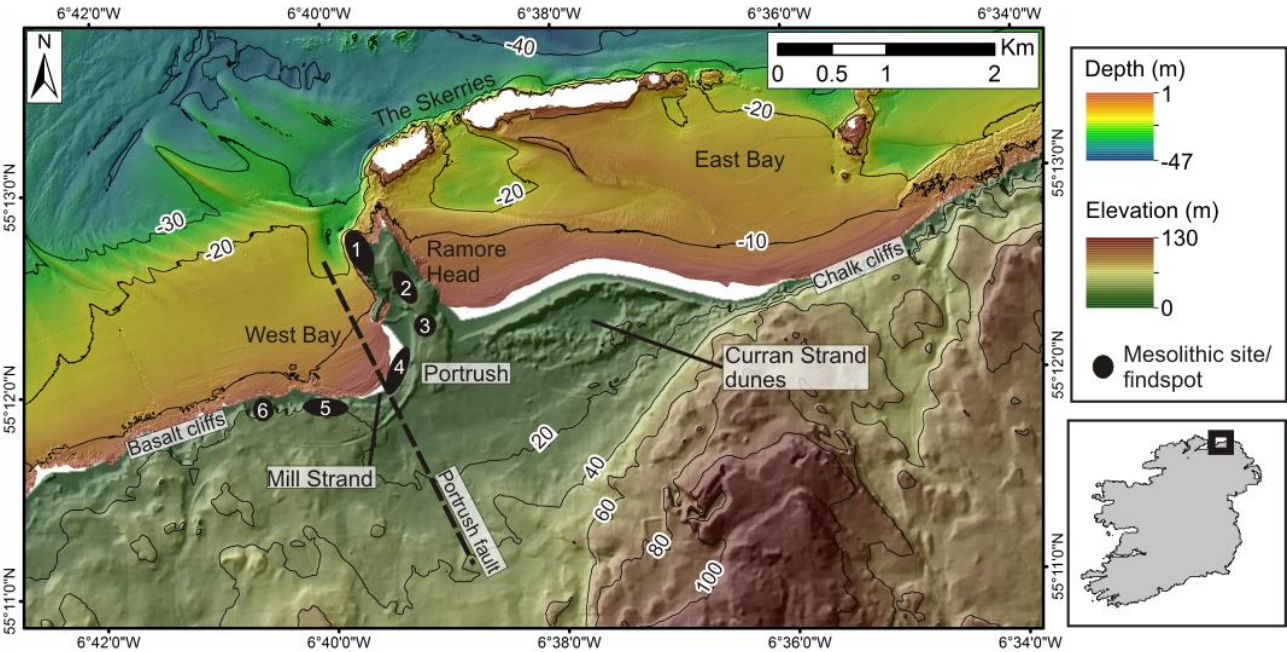 6°42'0"W
6°40'0"W
6°38'0"W
6°36'0"W
6°34'0"W
N
-40
Km
0
0.5
1
2
The Skerries
-20
East Bay
55°13'0"N
55°13'0"N
-20
-30
-20
-10
1
Ramore
Head
2
Chalk cliffs
3
West Bay
4
Portrush
Curran Strand
dunes
55°12'0"N
55°12'0"N
6
5
Basalt cliffs
20
40
Mill Strand
60
Portrush fault
80
100
55°11'0"N
55°11'0"N
6°42'0"W
6°40'0"W
6°38'0"W
6°36'0"W
6°34'0"W
Depth (m)
1
-47
Elevation (m)
130
0
Mesolithic site/
findspot